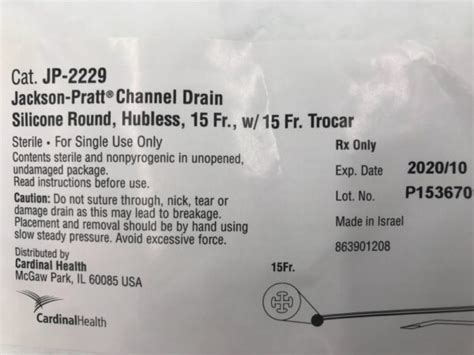 Cat. JP-2229
Jackson-Pratt® Channel Drain
Silicone Round, Hubless, 15 Fr., w/ 15 Fr. Trocar
Sterile • For Single Use Only
Contents sterile and nonpyrogenic in unopened,
undamaged package.
Read instructions before use.
Caution: Do not suture through, nick, tear or
damage drain as this may lead to breakage.
Placement and removal should be by hand using
slow steady pressure. Avoid excessive force.
Distributed by
Cardinal Health
McGaw Park, IL 60085 USA
CardinalHealth
Rx Only
Exp. Date 2020/10
Lot. No. P153670
Made in Israel
863901208
15Fr.